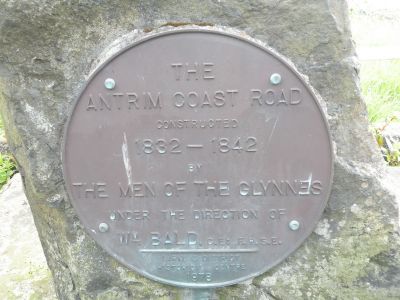 THE
ANTRIM COAST ROAD
CONSTRUCTED
1832 — 1842
BY
THE MEN OF THE GLYNNES
UNDER THE DIRECTION OF
Wm BALD.